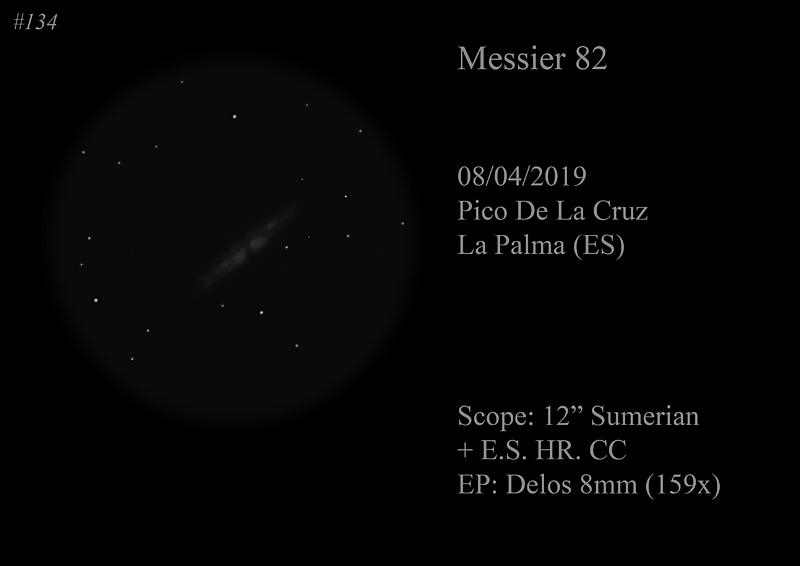 #134
Messier 82
08/04/2019
Pico De La Cruz
La Palma (ES)
Scope: 12” Sumerian
+ E.S. HR. CC
EP: Delos 8mm (159x)